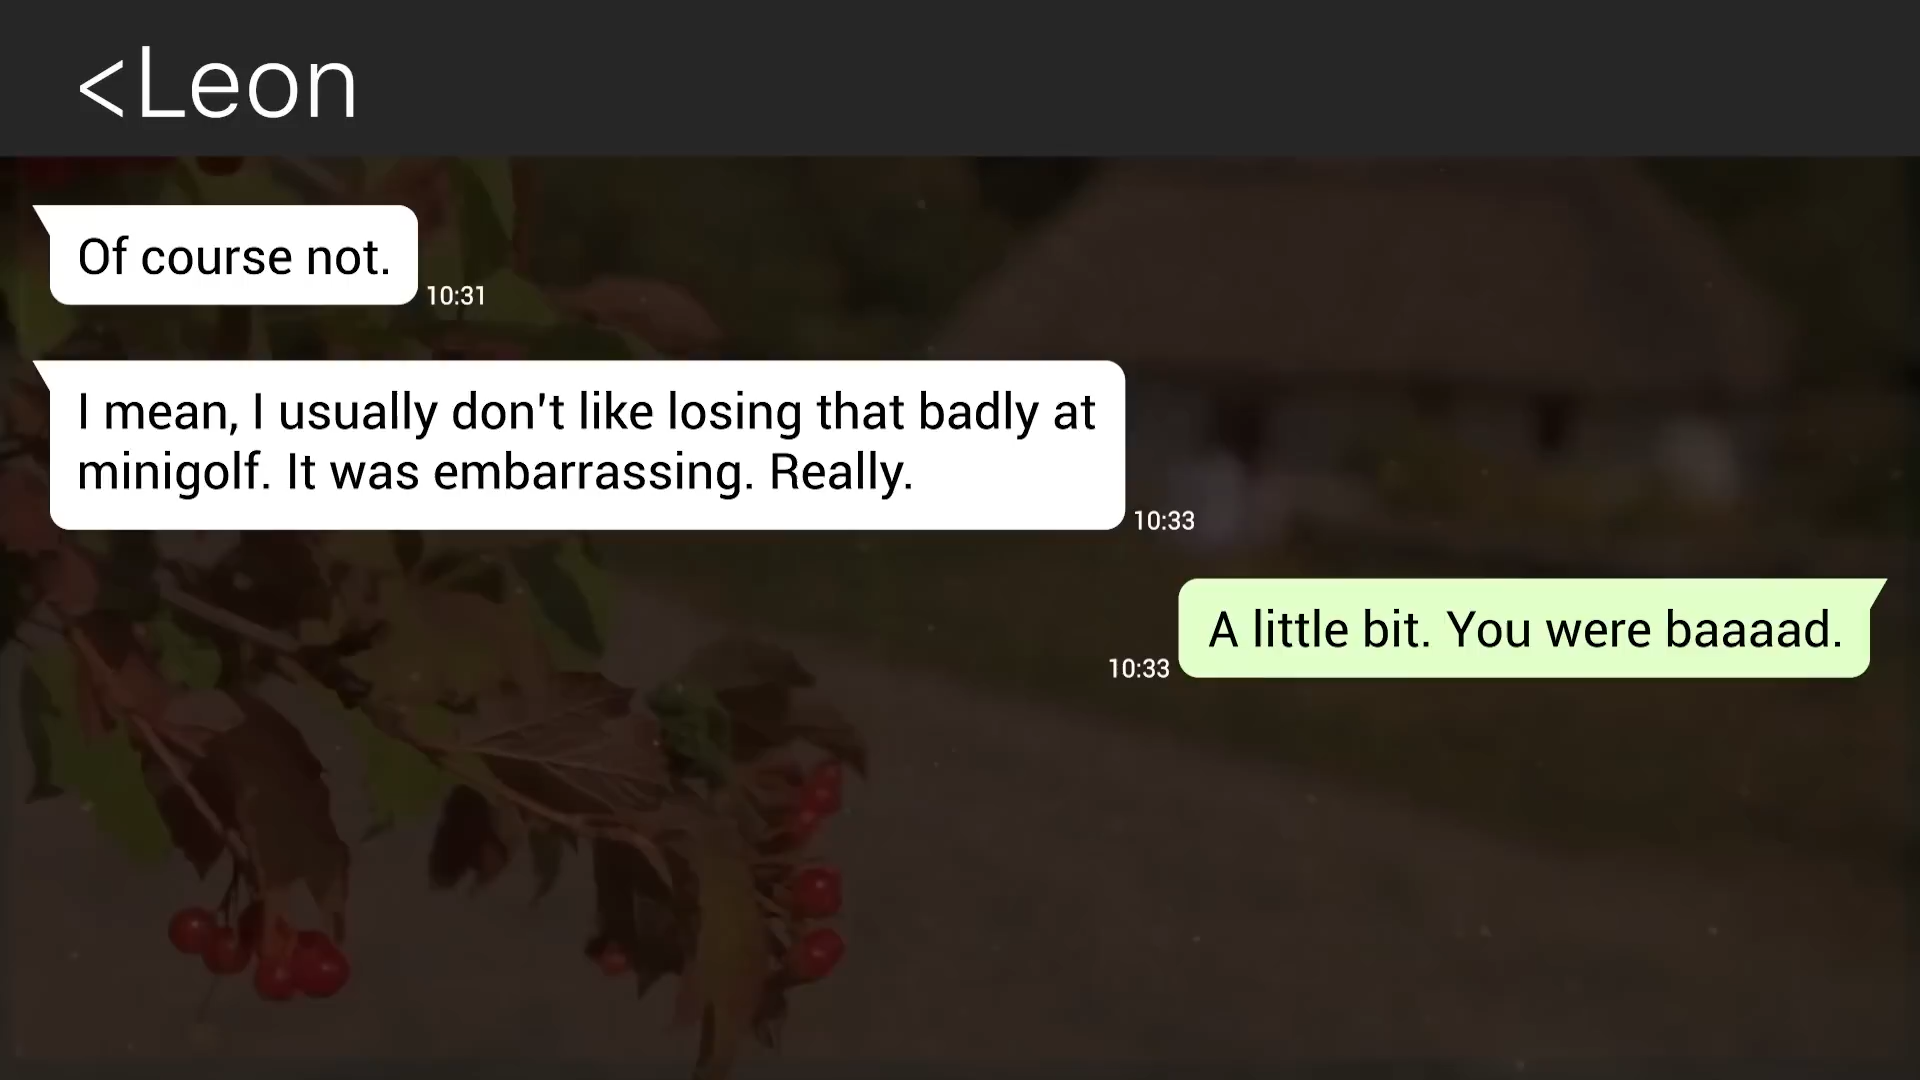 <Leon
Of course not.
10:31
I mean, I usually don't like losing that badly at
minigolf. It was embarrassing. Really.
10:33
A little bit. You were baaaad.
10:33